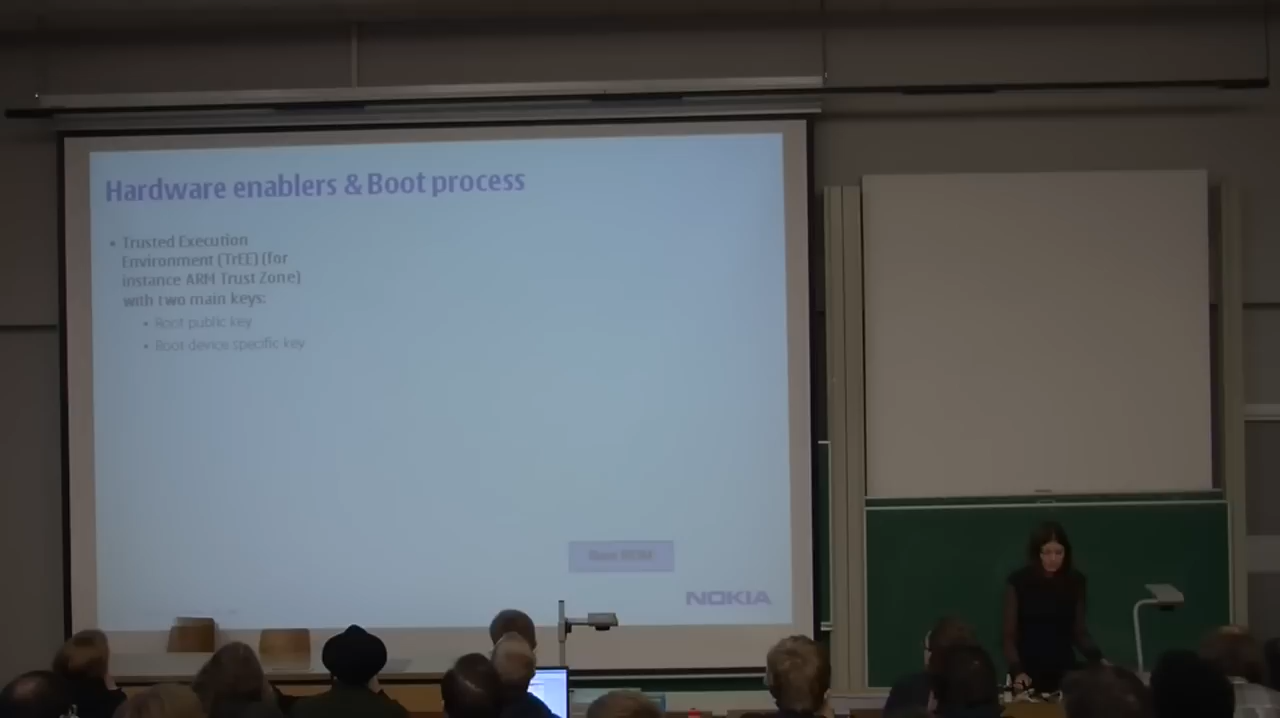 Hardware enablers & Boot process
• Trusted Execution
Environment (TrEE) (for
instance ARM Trust Zone)
with two main keys:
• Root public key
• Root device specific key
Boot ROM
NOKIA